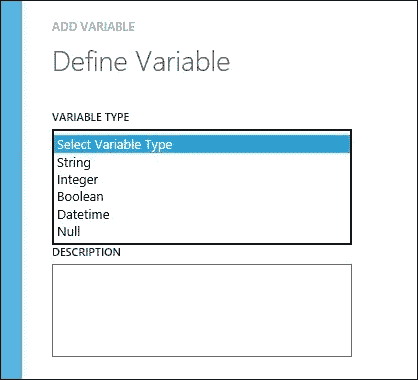 ADD VARIABLE
Define Variable
VARIABLE TYPE
Select Variable Type
String
Integer
Boolean
Datetime
Null
DESCRIPTION